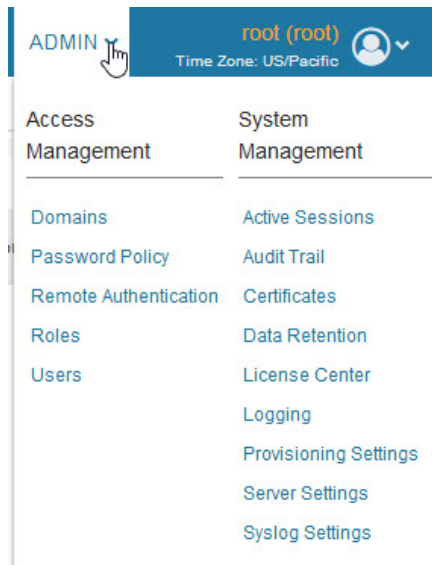 ADMIN
root (root)
Time Zone: US/Pacific
Access
Management
Domains
Password Policy
Remote Authentication
Roles
Users
System
Management
Active Sessions
Audit Trail
Certificates
Data Retention
License Center
Logging
Provisioning Settings
Server Settings
Syslog Settings